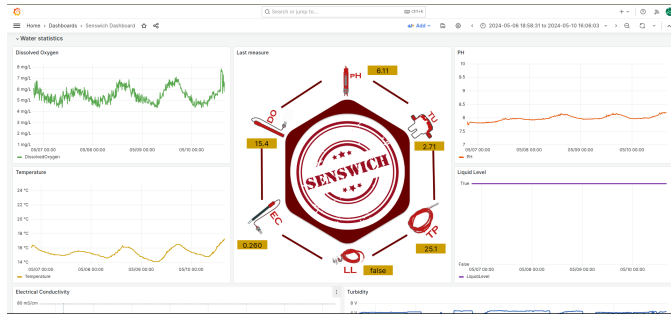 Search or jump to...
ctrl+k
Home › Dashboards › Senswich Dashboard
Add
2024-05-06 18:58:31 to 2024-05-10 16:06:03
Water statistics
Dissolved Oxygen
8 mg/L
7 mg/L
6 mg/L
5 mg/L
4 mg/L
3 mg/L
2 mg/L
1 mg/L
05/07 00:00 05/08 00:00 05/09 00:00 05/10 00:00
DissolvedOxygen
Last measure
PH
6.11
DO
15.4
TU
2.71
SENSWICH
EC
0.260
TP
25.1
LL
false
PH
10
9.5
9
8.5
8
7.5
7
05/07 00:00 05/08 00:00 05/09 00:00 05/10 00:00
PH
Temperature
24 °C
22 °C
20 °C
18 °C
16 °C
14 °C
05/07 00:00 05/08 00:00 05/09 00:00 05/10 00:00
Temperature
Liquid Level
True
False
05/07 00:00 05/08 00:00 05/09 00:00 05/10 00:00
LiquidLevel
Electrical Conductivity
80 mS/cm
Turbidity